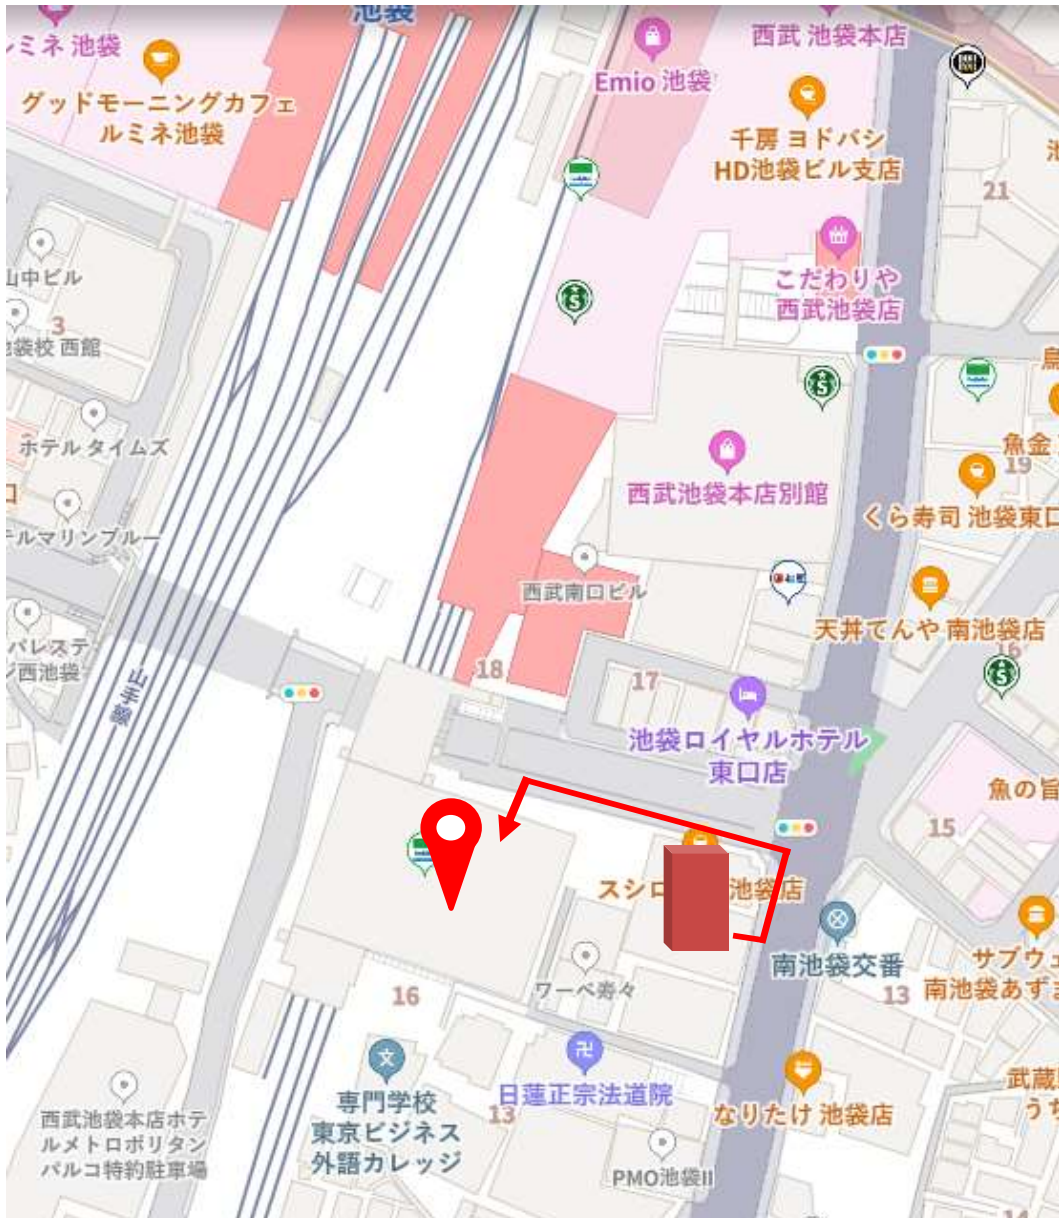 池袋
ルミネ 池袋
グッドモーニングカフェ
ルミネ池袋
Emio 池袋
西武 池袋本店
千房 ヨドバシ
HD池袋ビル支店
21
山中ビル
3
袋校 西館
こだわりや
西武池袋店
ホテル タイムズ
テルマリンブルー
西武池袋本店別館
魚金
19
くら寿司 池袋東口
西武南口ビル
天丼てんや 南池袋店
16
パレステ
ジ西池袋
山手線
18
17
池袋ロイヤルホテル
東口店
魚の旨
15
スシロ
池袋店
南池袋交番
サブウェ
南池袋あずま
13
ワーベ寿々
16
日蓮正宗法道院
専門学校
東京ビジネス
外語カレッジ
13
なりたけ 池袋店
武蔵
うち
西武池袋本店ホテ
ルメトロポリタン
パルコ特約駐車場
PMO池袋II
14